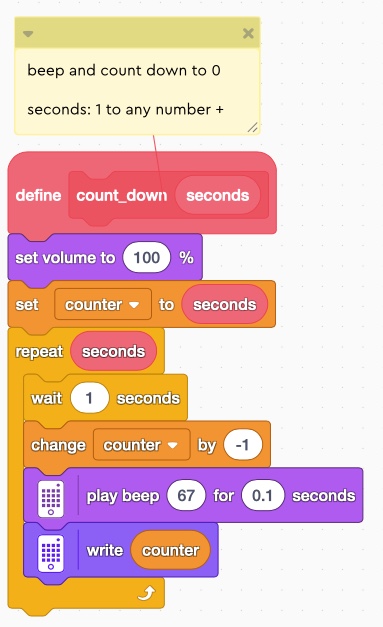 beep and count down to 0
seconds: 1 to any number +
define count_down seconds
set volume to 100 %
set counter to seconds
repeat seconds
wait 1 seconds
change counter by -1
play beep 67 for 0.1 seconds
write counter